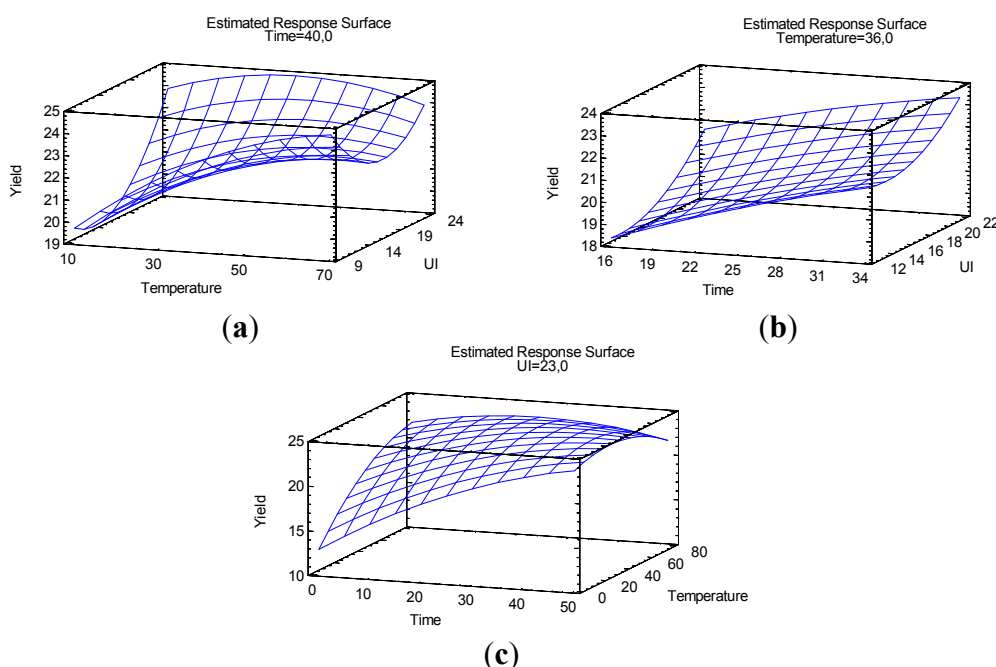 Estimated Response Surface
Time=40,0
25
24
23
22
21
20
19
Yield
10
30
50
70
Temperature
9
14
19
24
UI
(a)
Estimated Response Surface
Temperature=36,0
24
23
22
21
20
19
18
Yield
16
19
22
25
28
31
34
Time
12
14
16
18
20
22
UI
(b)
Estimated Response Surface
UI=23,0
25
20
15
10
Yield
0
10
20
30
40
50
Time
0
20
40
60
80
Temperature
(c)